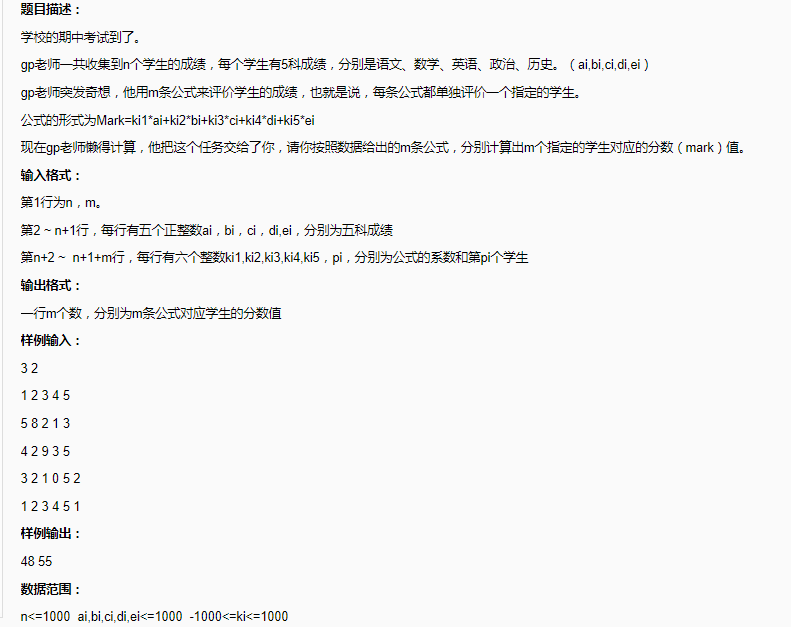 题目描述：
学校的期中考试到了。
gp老师一共收集到n个学生的成绩，每个学生有5科成绩，分别是语文、数学、英语、政治、历史。（ai,bi,ci,di,ei）
gp老师突发奇想，他用m条公式来评价学生的成绩，也就是说，每条公式都单独评价一个指定的学生。
公式的形式为Mark=ki1*ai+ki2*bi+ki3*ci+ki4*di+ki5*ei
现在gp老师懒得计算，他把这个任务交给了你，请你按照数据给出的m条公式，分别计算出m个指定的学生对应的分数（mark）值。
输入格式：
第1行为n，m。
第2 ~ n+1行，每行有五个正整数ai，bi，ci，di,ei，分别为五科成绩
第n+2 ~ n+1+m行，每行有六个整数ki1,ki2,ki3,ki4,ki5，pi，分别为公式的系数和第pi个学生
输出格式：
一行m个数，分别为m条公式对应学生的分数值
样例输入：
3 2
1 2 3 4 5
5 8 2 1 3
4 2 9 3 5
3 2 1 0 5 2
1 2 3 4 5 1
样例输出：
48 55
数据范围：
n<=1000 ai,bi,ci,di,ei<=1000 -1000<=ki<=1000